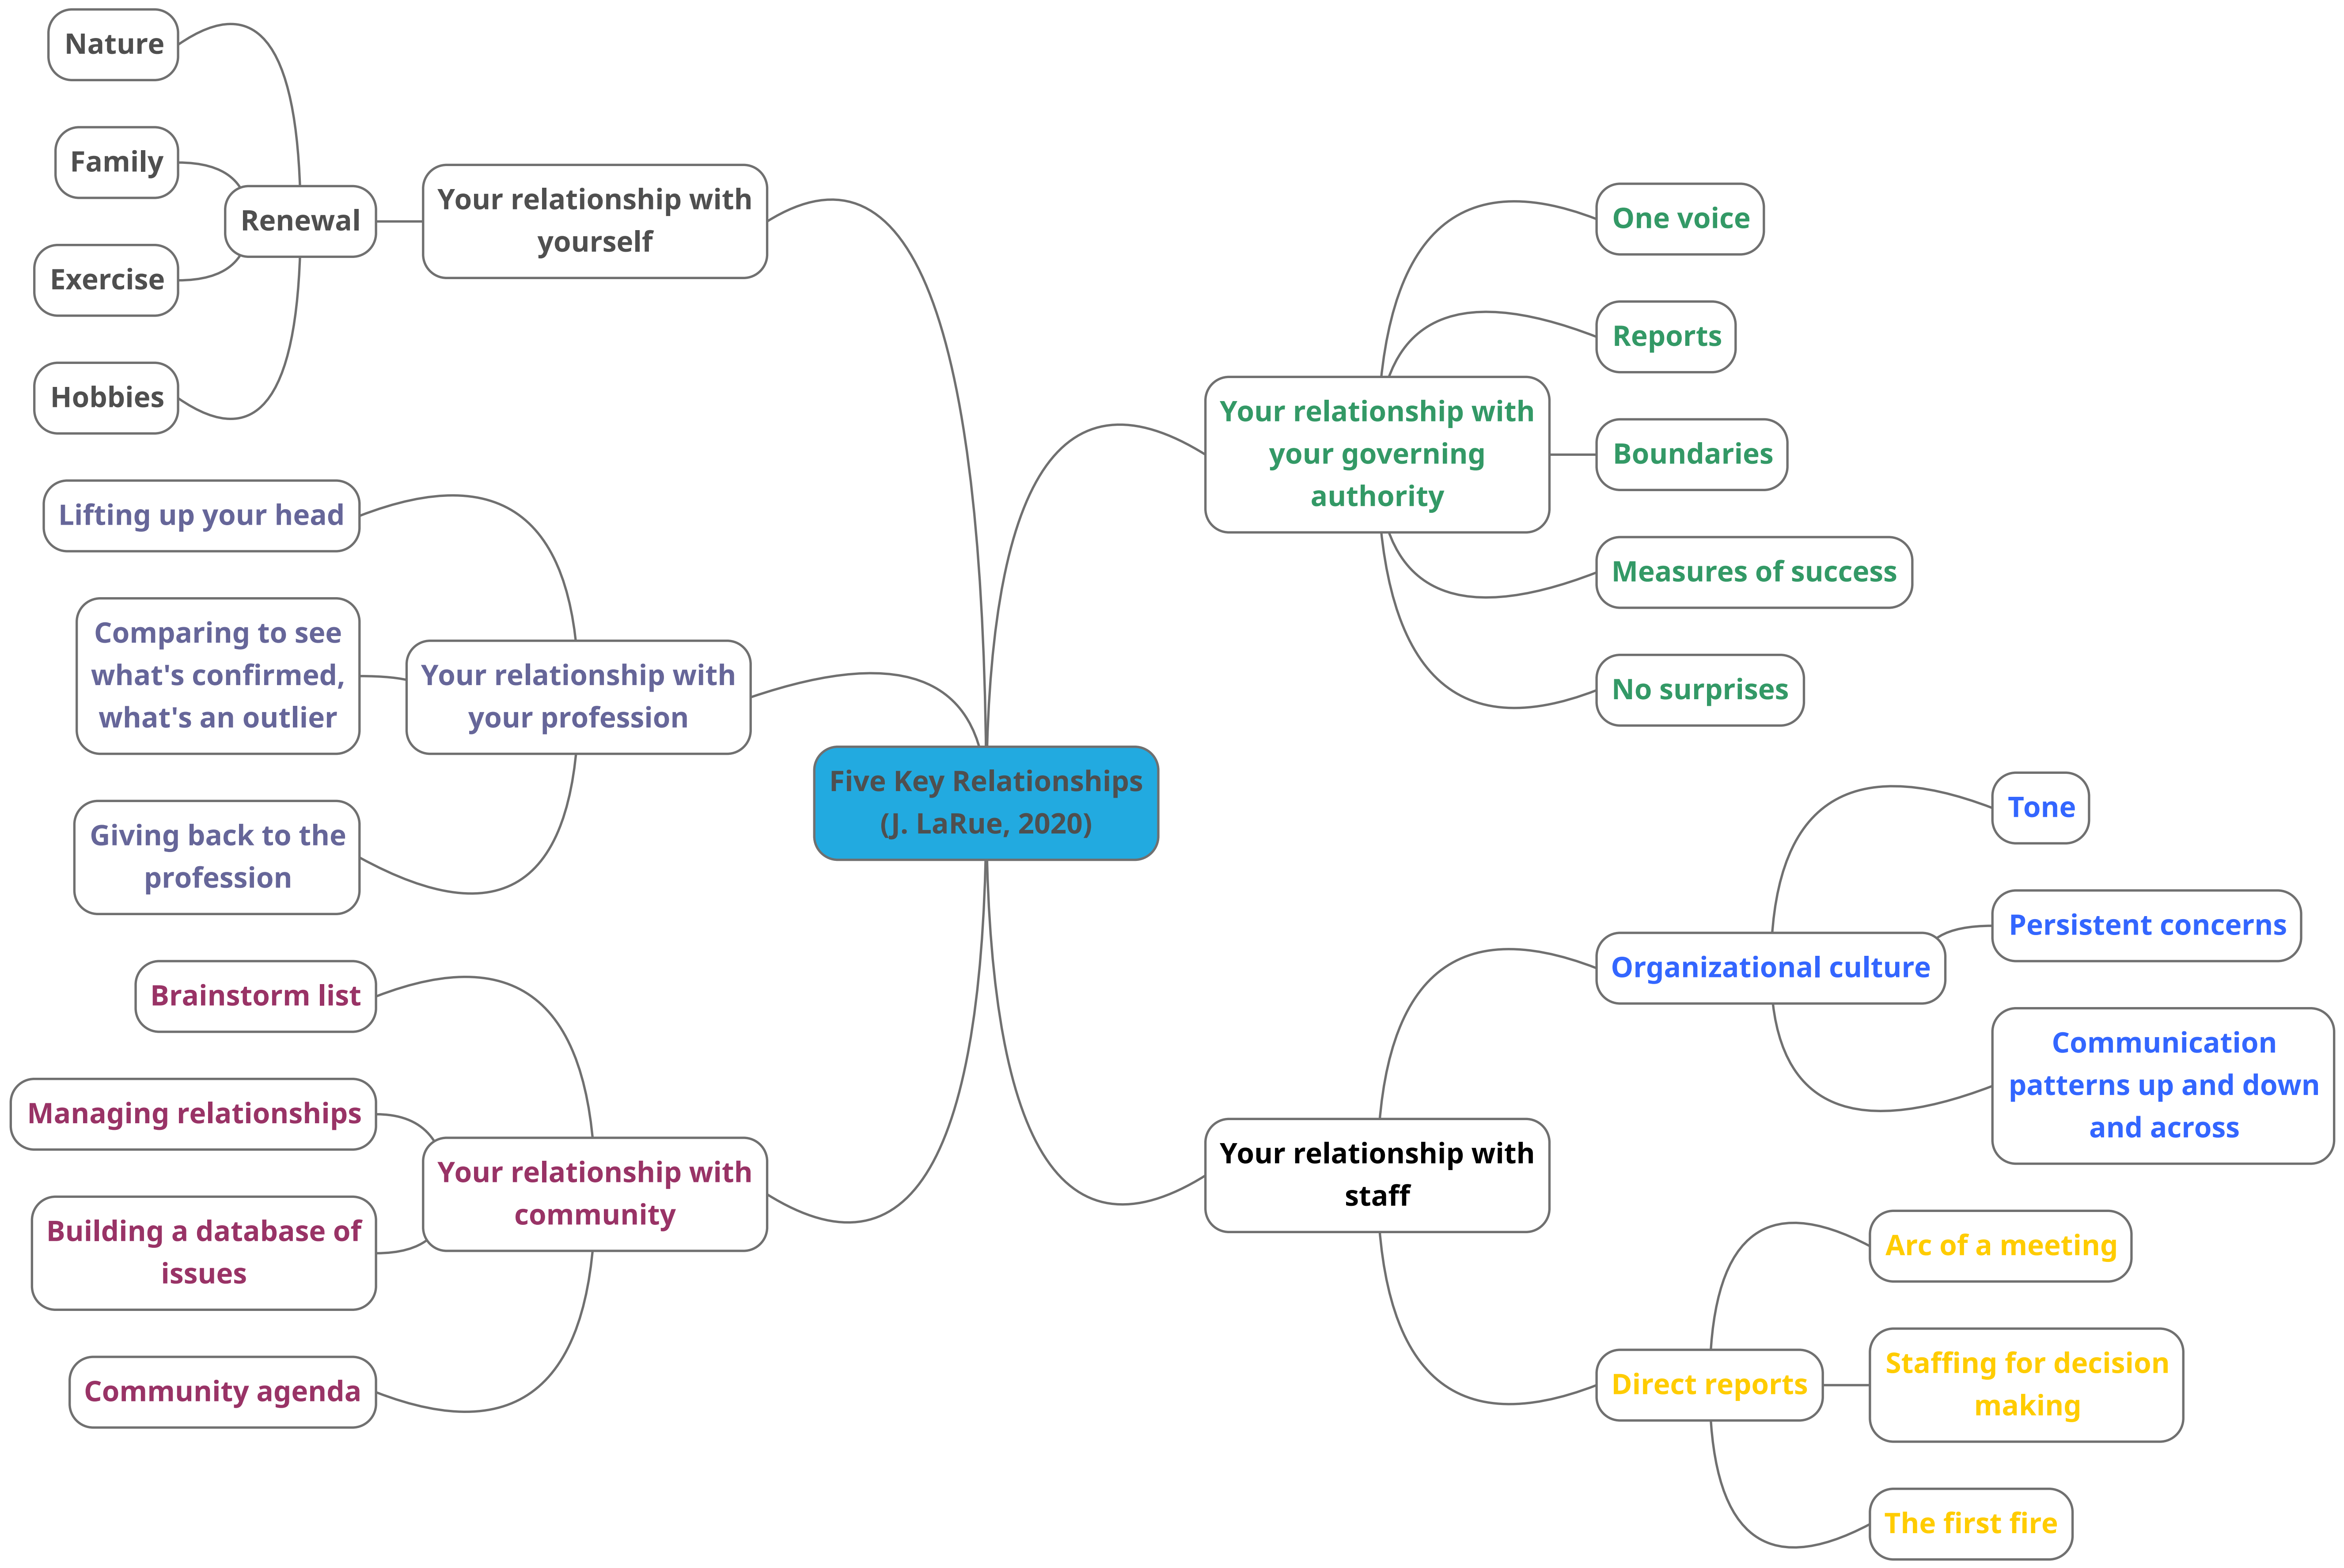 Five Key Relationships
(J. LaRue, 2020)
Your relationship with
yourself
Renewal
Nature
Family
Exercise
Hobbies
Your relationship with
your profession
Lifting up your head
Comparing to see
what's confirmed,
what's an outlier
Giving back to the
profession
Your relationship with
community
Brainstorm list
Managing relationships
Building a database of
issues
Community agenda
Your relationship with
your governing
authority
One voice
Reports
Boundaries
Measures of success
No surprises
Your relationship with
staff
Organizational culture
Tone
Persistent concerns
Communication
patterns up and down
and across
Direct reports
Arc of a meeting
Staffing for decision
making
The first fire